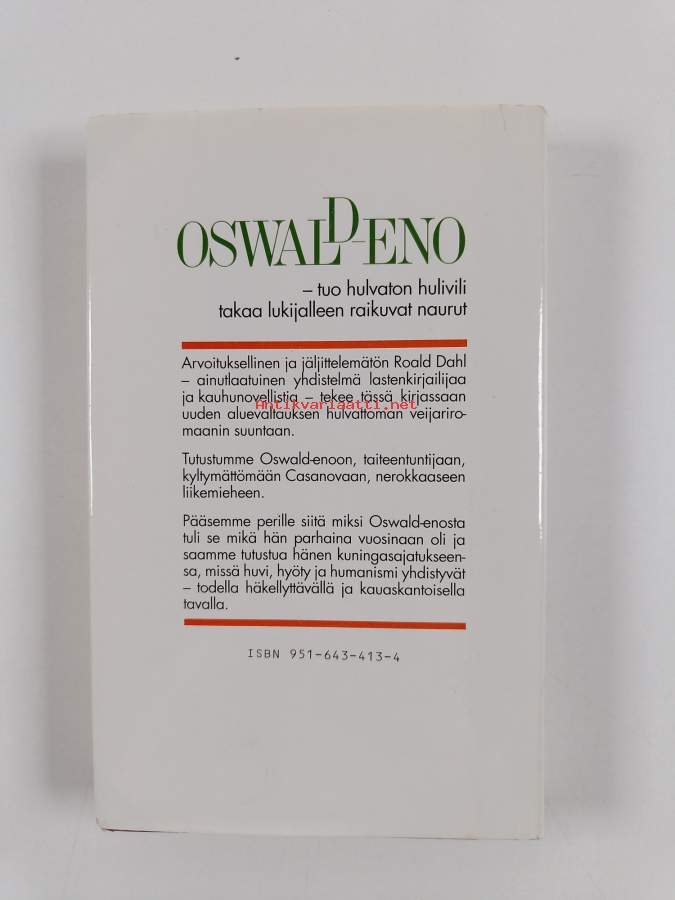 OSWALD-ENO
– tuo hulvaton hulivili
takaa lukijalleen raikuvat naurut
Arvoituksellinen ja jäljittelemätön Roald Dahl
– ainutlaatuinen yhdistelmä lastenkirjailijaa
ja kauhunovellistia – tekee tässä kirjassaan
Antikvariaatti.net
uuden aluevaltauksen hulvattoman veijariro-
maanin suuntaan.
Tutustumme Oswald-enoon, taiteentuntijaan,
kyltymättömään Casanovaan, nerokkaaseen
liikemieheen.
Pääsemme perille siitä miksi Oswald-enosta
tuli se mikä hän parhaina vuosinaan oli ja
saamme tutustua hänen kuningasajatukseen-
sa, missä huvi, hyöty ja humanismi yhdistyvät
– todella häkellyttävällä ja kauaskantoisella
tavalla.
ISBN 951-643-413-4